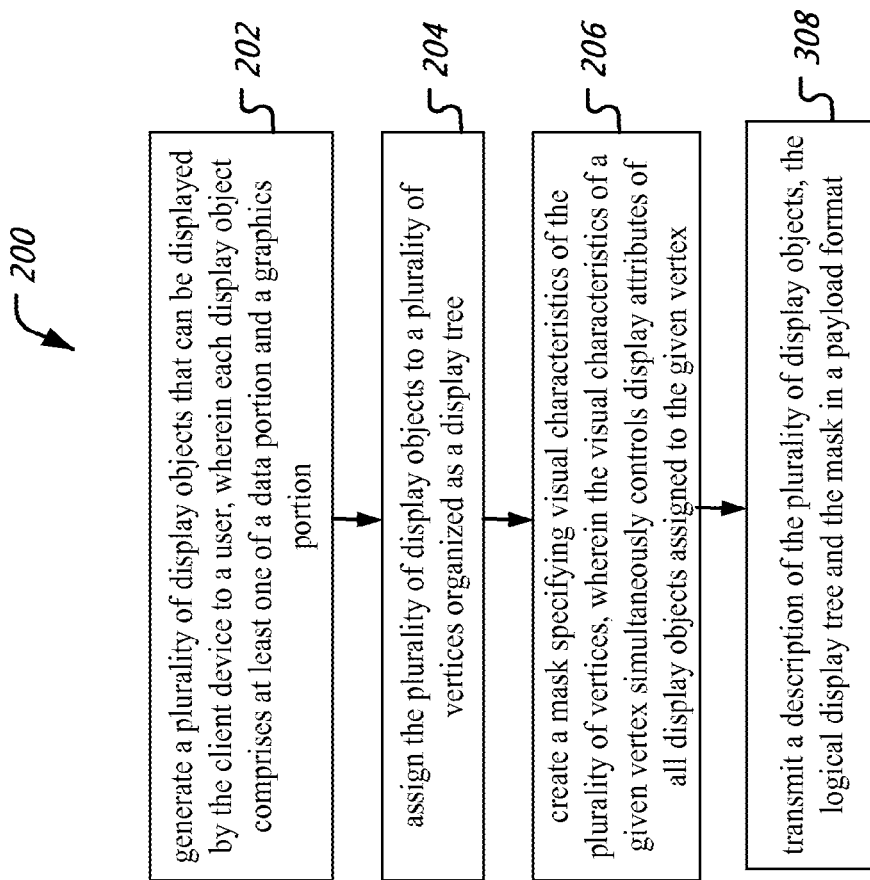 200
202
generate a plurality of display objects that can be displayed
by the client device to a user, wherein each display object
comprises at least one of a data portion and a graphics
portion
204
assign the plurality of display objects to a plurality of
vertices organized as a display tree
206
create a mask specifying visual characteristics of the
plurality of vertices, wherein the visual characteristics of a
given vertex simultaneously controls display attributes of
all display objects assigned to the given vertex
308
transmit a description of the plurality of display objects, the
logical display tree and the mask in a payload format